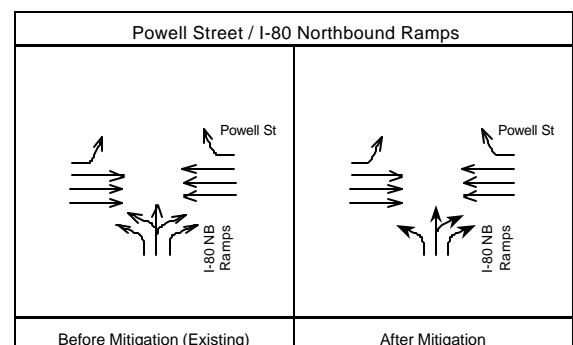 Powell Street / I-80 Northbound Ramps
Powell St
I-80 NB
Ramps
Powell St
I-80 NB
Ramps
Before Mitigation (Existing)
After Mitigation